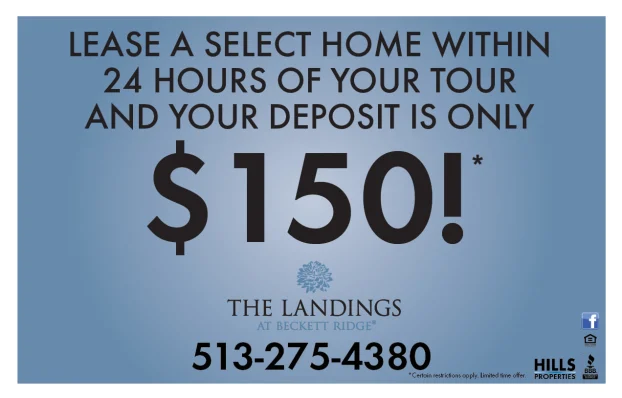 LEASE A SELECT HOME WITHIN
24 HOURS OF YOUR TOUR
AND YOUR DEPOSIT IS ONLY
$150!*
THE LANDINGS
AT BECKETT RIDGE®
513-275-4380
*Certain restrictions apply. Limited time offer.
f
HILLS
PROPERTIES
BBB